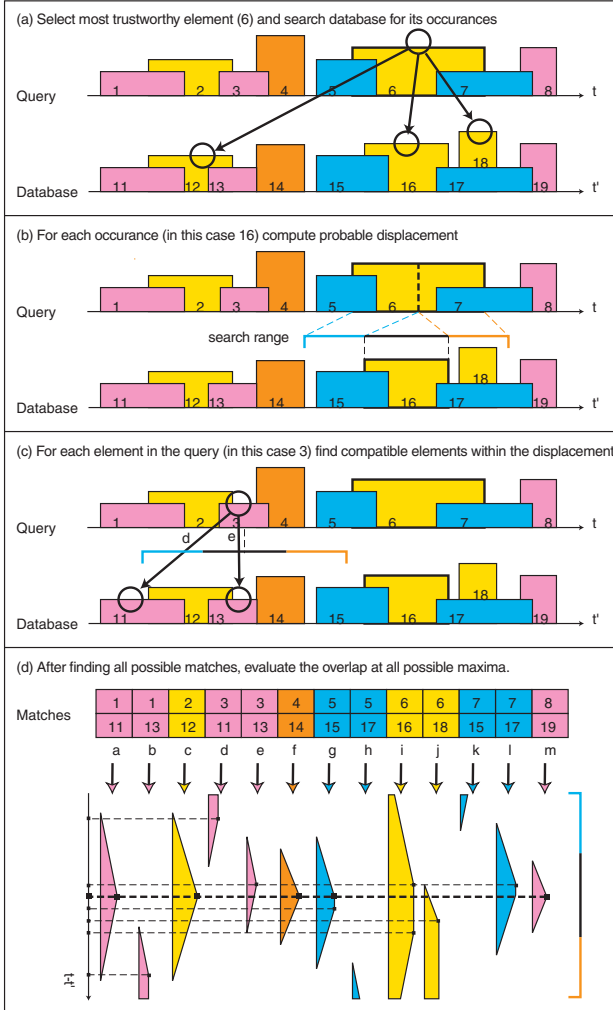 (a) Select most trustworthy element (6) and search database for its occurances
1 2 3 4 5 6 7 8 t
Query
18
11 12 13 14 15 16 17 19 t'
Database
(b) For each occurance (in this case 16) compute probable displacement
1 2 3 4 5 6 7 8 t
Query
search range
18
11 12 13 14 15 16 17 19 t'
Database
(c) For each element in the query (in this case 3) find compatible elements within the displacement
1 2 3 4 5 6 7 8 t
Query
d e
18
11 12 13 14 15 16 17 19 t'
Database
(d) After finding all possible matches, evaluate the overlap at all possible maxima.
1 1 2 3 3 4 5 5 6 6 7 7 8
Matches
11 13 12 11 13 14 15 17 16 18 15 17 19
a b c d e f g h i j k l m
t-t'